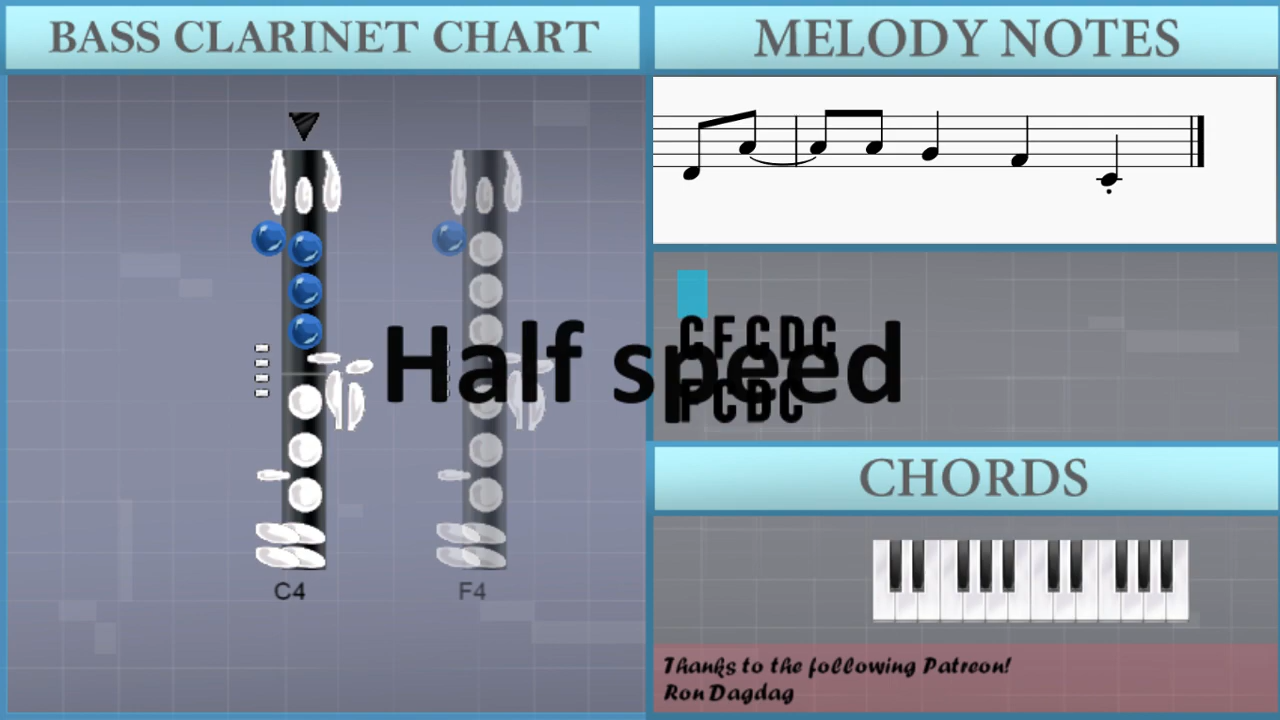 BASS CLARINET CHART
MELODY NOTES
C F C D C
F C D C
Half speed
C4
F4
CHORDS
Thanks to the following Patreon!
Ron Dagdag